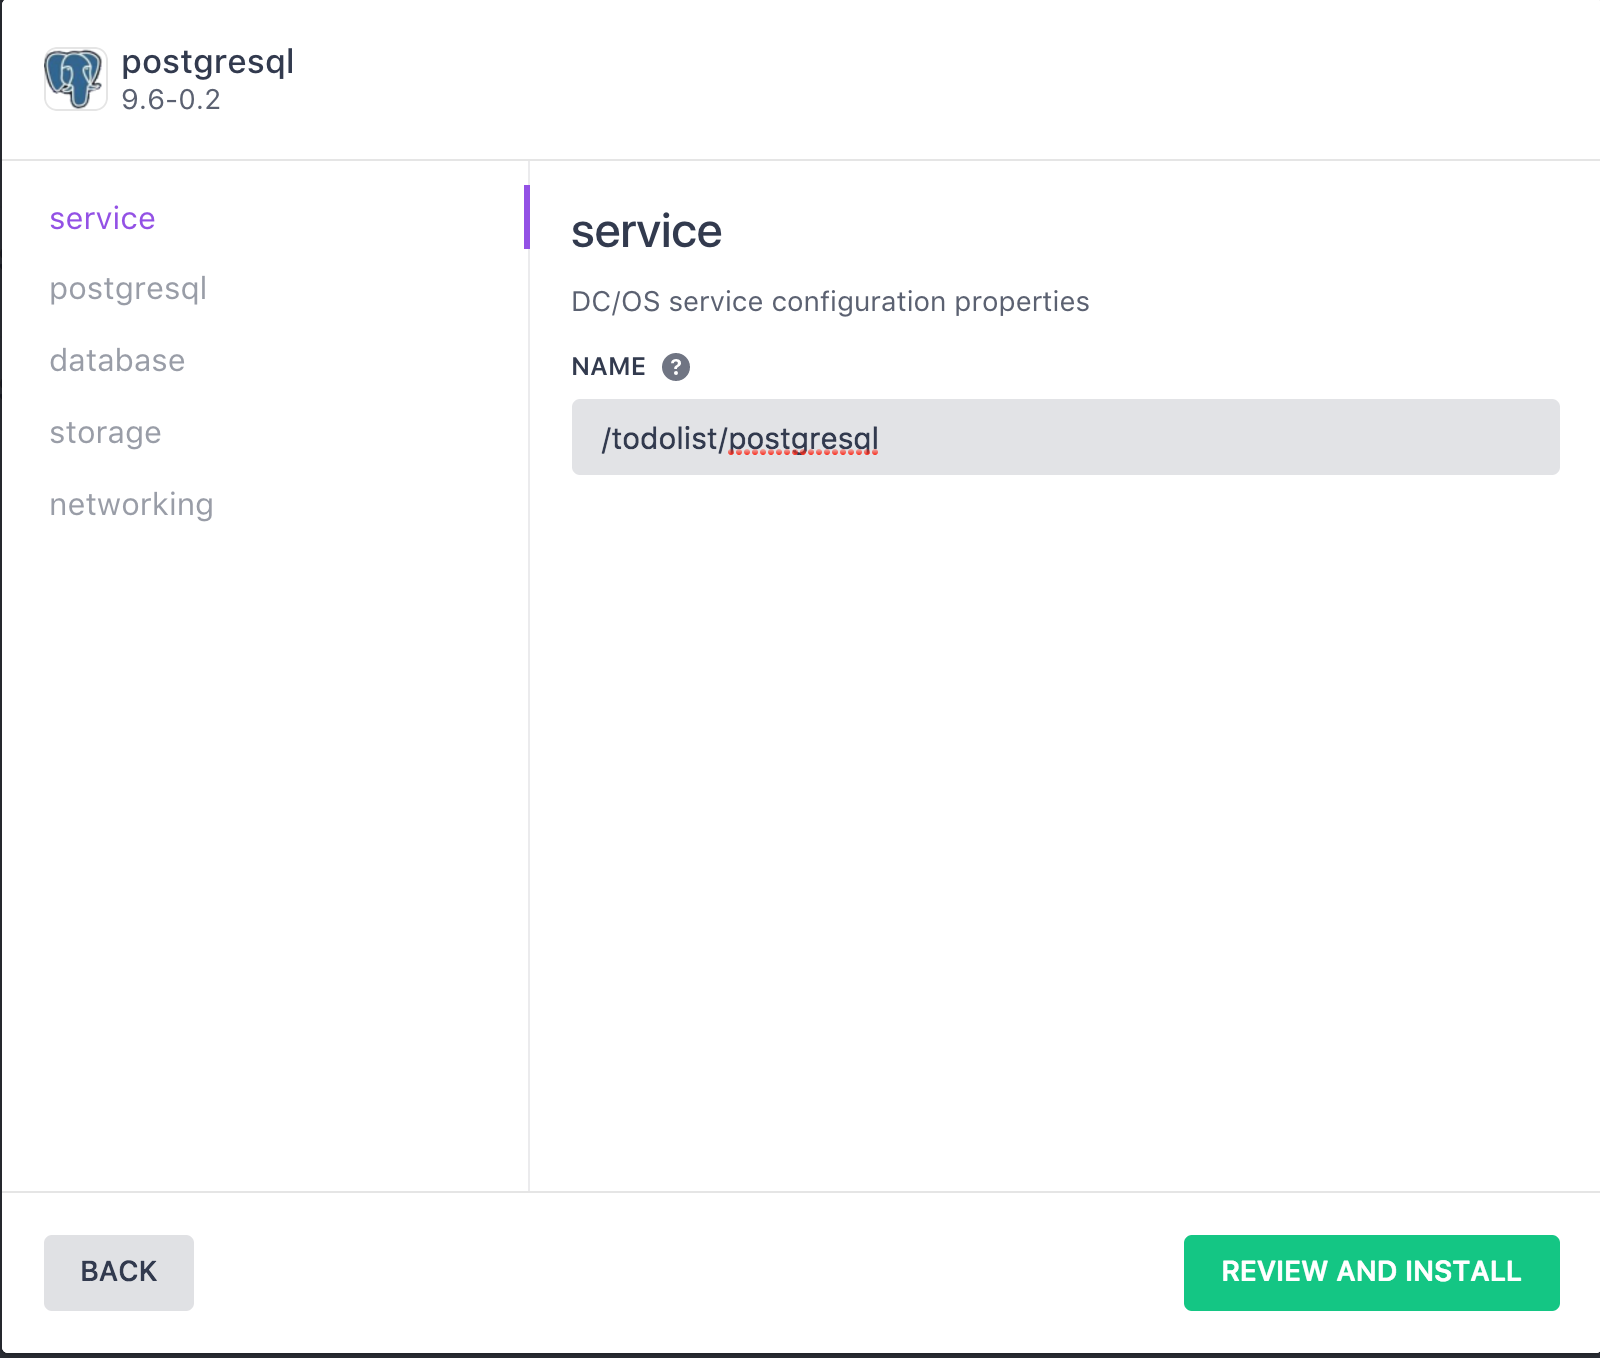 postgresql
9.6-0.2
service
postgresql
database
storage
networking
service
DC/OS service configuration properties
NAME ?
/todolist/postgresql
BACK
REVIEW AND INSTALL